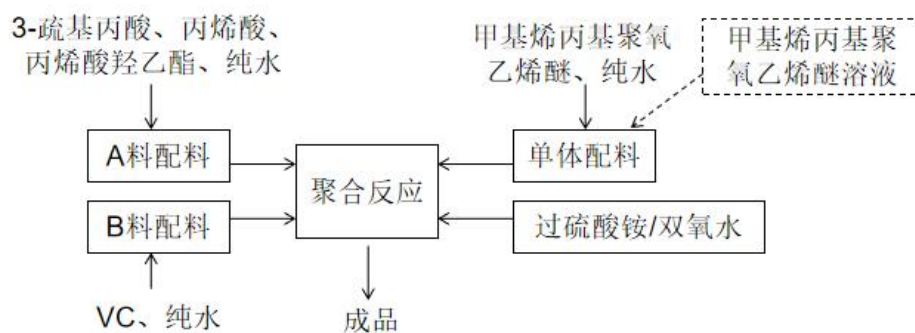 3-巯基丙酸、丙烯酸、
丙烯酸羟乙酯、纯水
甲基烯丙基聚氧
乙烯醚、纯水
甲基烯丙基聚
氧乙烯醚溶液
A料配料
单体配料
聚合反应
B料配料
过硫酸铵/双氧水
VC、纯水
成品